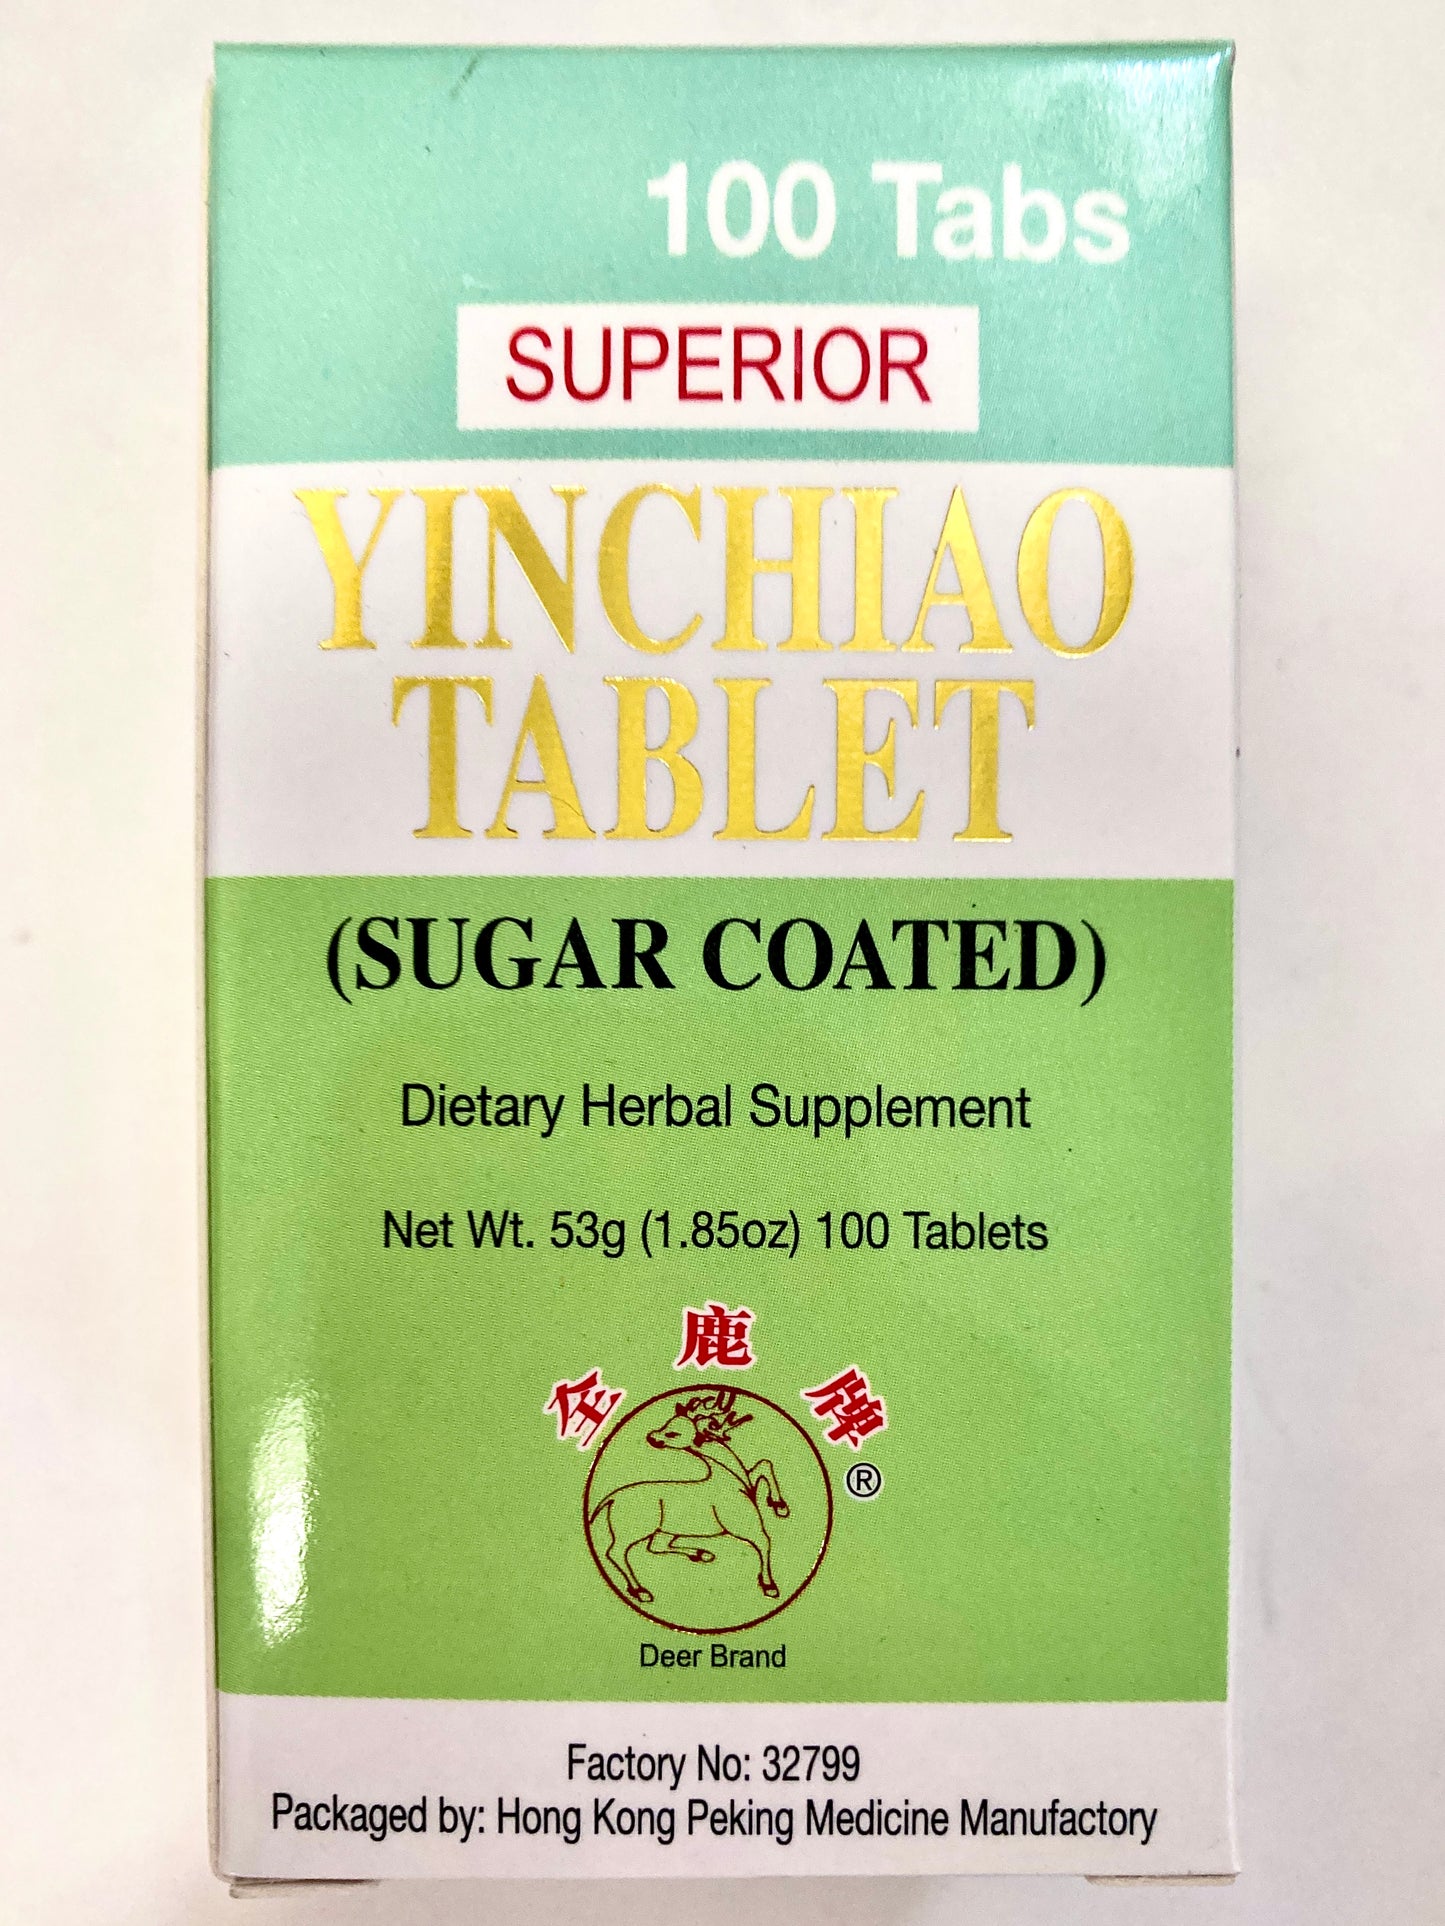 100 Tabs
SUPERIOR
YINCHIAO
TABLET
(SUGAR COATED)
Dietary Herbal Supplement
Net Wt. 53g (1.85oz) 100 Tablets
全鹿牌
®
Deer Brand
Factory No: 32799
Packaged by: Hong Kong Peking Medicine Manufactory